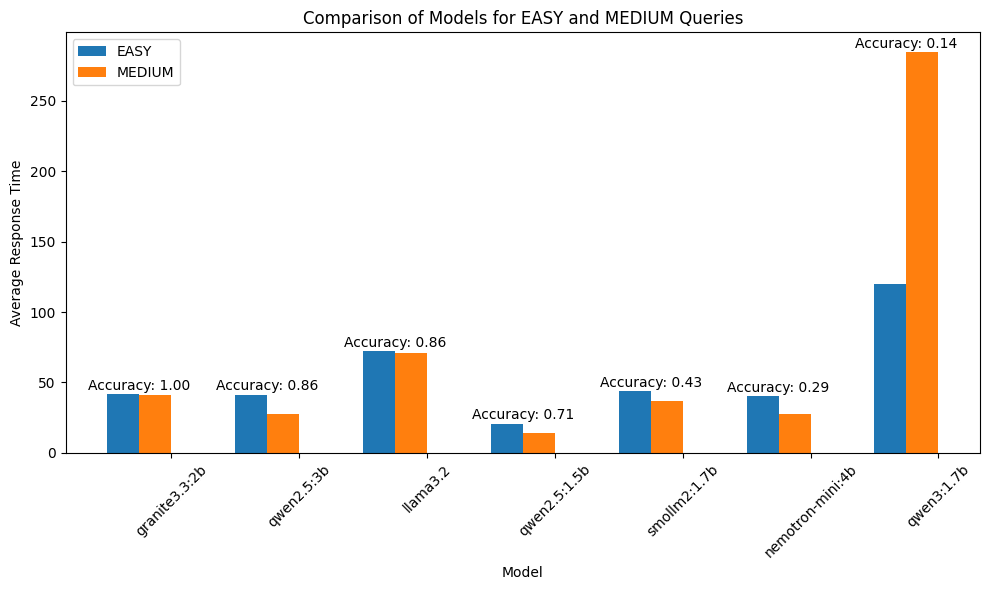 Comparison of Models for EASY and MEDIUM Queries
EASY
MEDIUM
Average Response Time
250
200
150
100
50
0
Accuracy: 1.00
Accuracy: 0.86
Accuracy: 0.86
Accuracy: 0.71
Accuracy: 0.43
Accuracy: 0.29
Accuracy: 0.14
granite3.3:2b
qwen2.5:3b
llama3.2
qwen2.5:1.5b
smollm2:1.7b
nemotron-mini:4b
qwen3:1.7b
Model